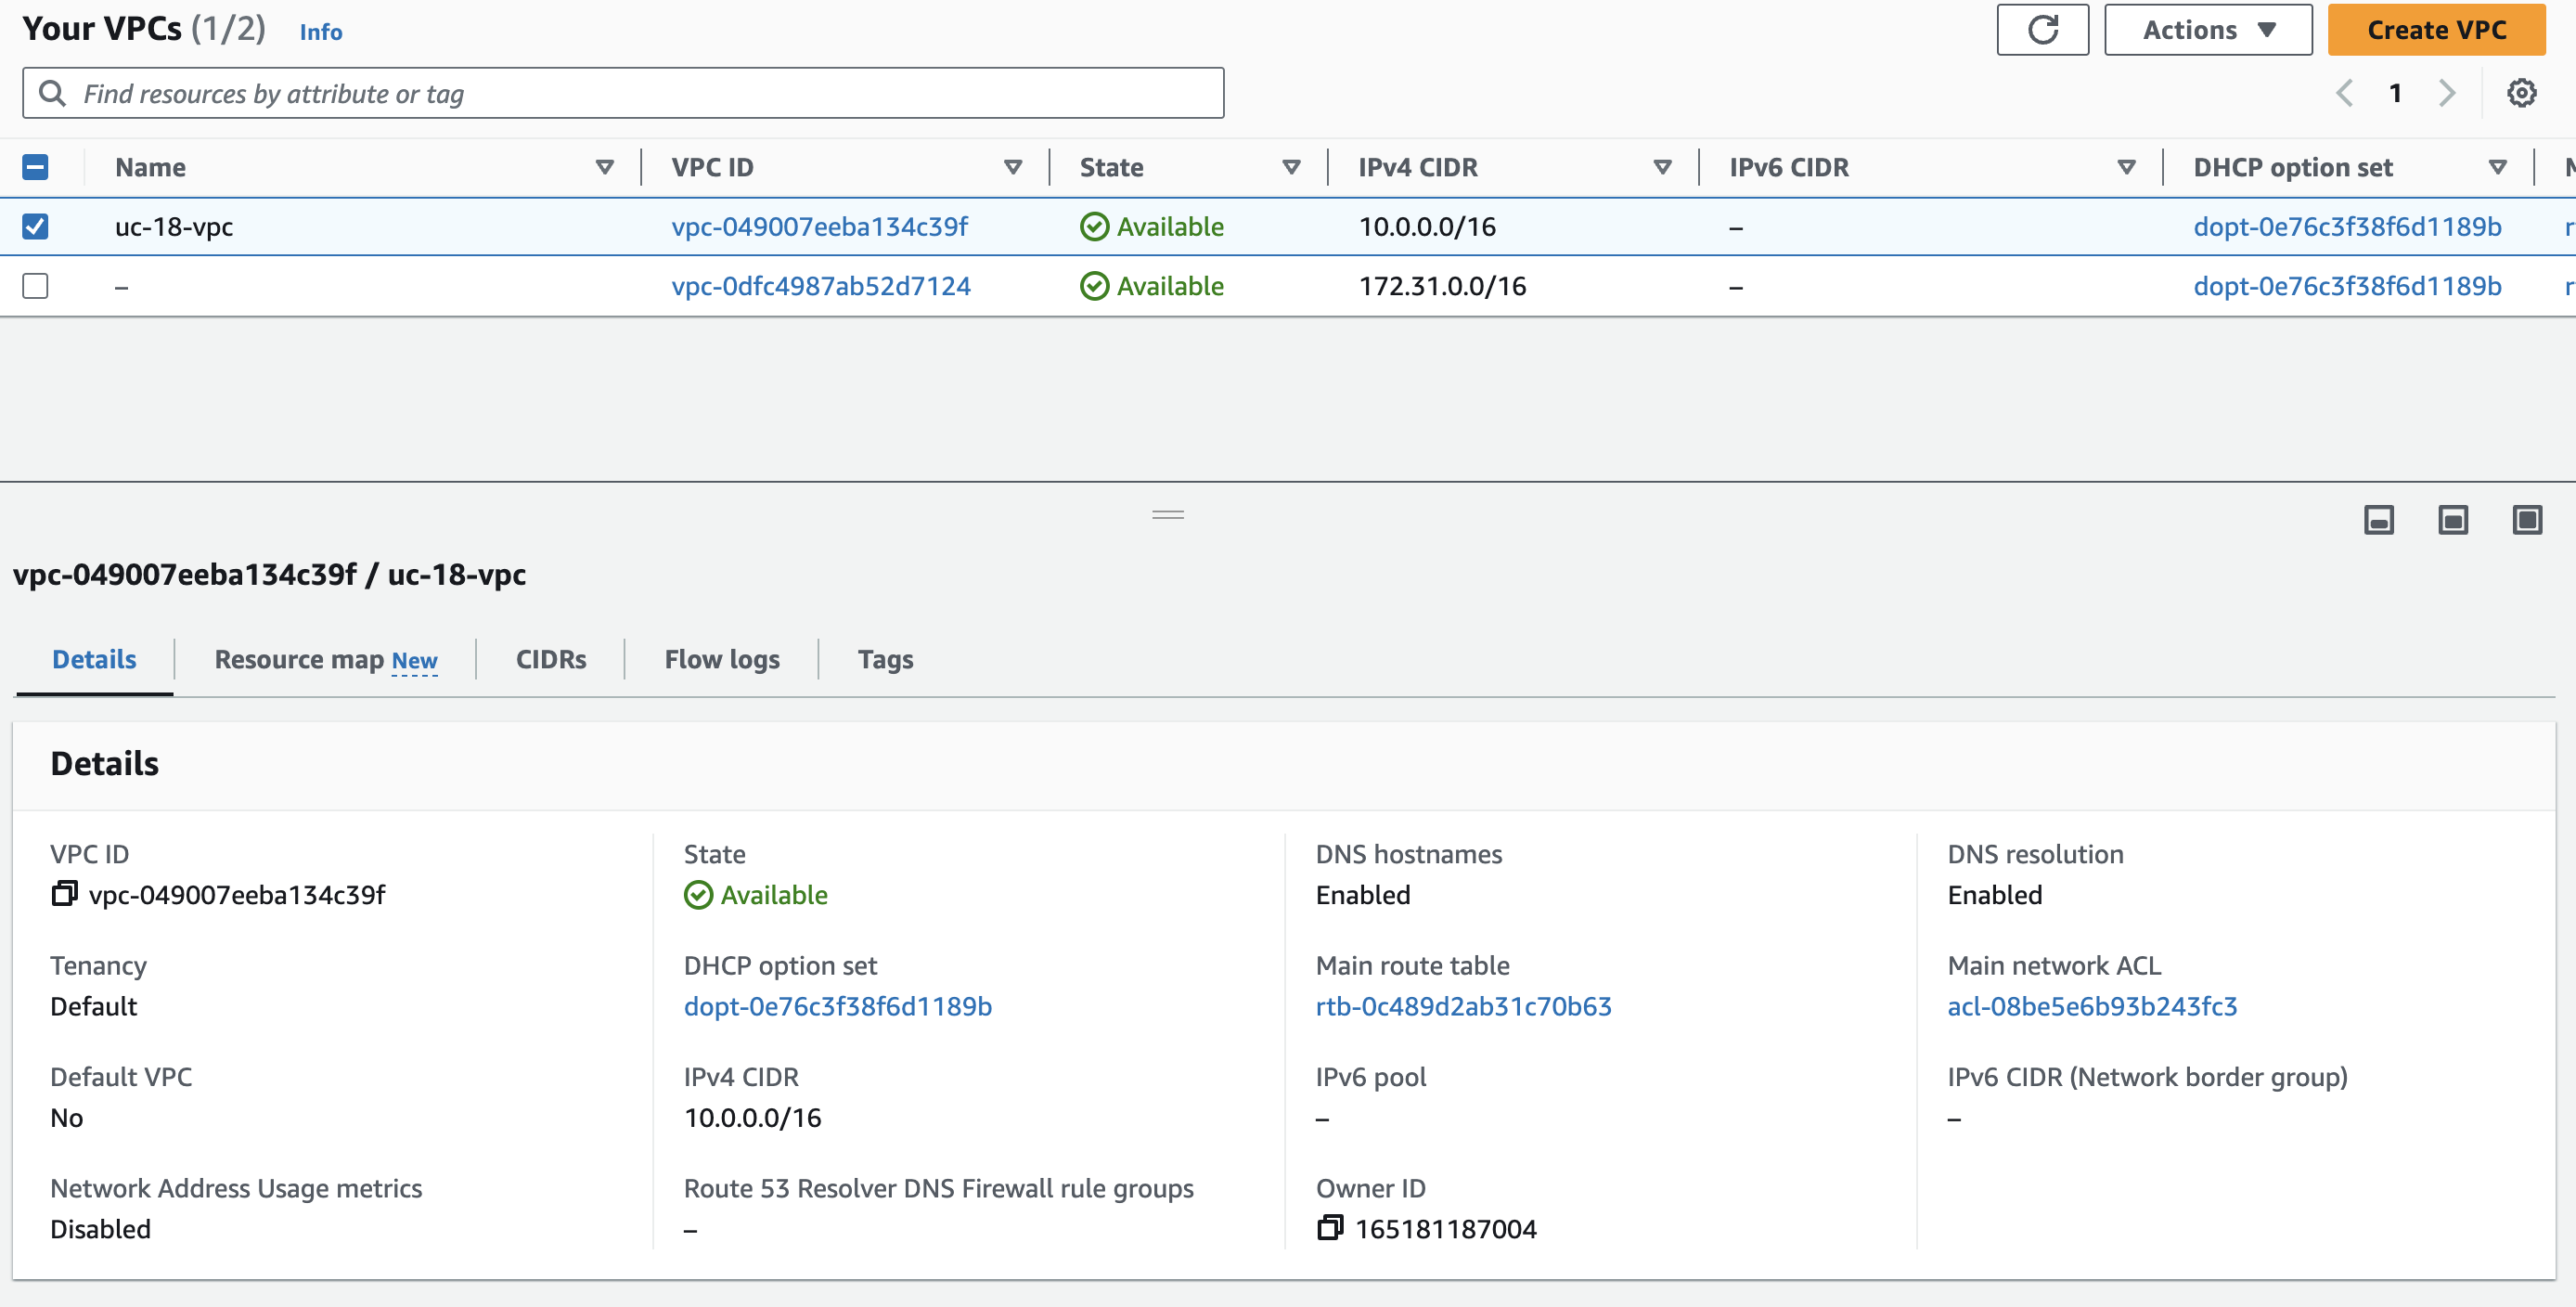 Your VPCs (1/2) Info
Actions Create VPC
Find resources by attribute or tag
1
Name VPC ID State IPv4 CIDR IPv6 CIDR DHCP option set
uc-18-vpc vpc-049007eeba134c39f Available 10.0.0.0/16 – dopt-0e76c3f38f6d1189b
– vpc-0dfc4987ab52d7124 Available 172.31.0.0/16 – dopt-0e76c3f38f6d1189b
vpc-049007eeba134c39f / uc-18-vpc
Details Resource map New CIDRs Flow logs Tags
Details
VPC ID State DNS hostnames DNS resolution
vpc-049007eeba134c39f Available Enabled Enabled
Tenancy DHCP option set Main route table Main network ACL
Default dopt-0e76c3f38f6d1189b rtb-0c489d2ab31c70b63 acl-08be5e6b93b243fc3
Default VPC IPv4 CIDR IPv6 pool IPv6 CIDR (Network border group)
No 10.0.0.0/16 – –
Network Address Usage metrics Route 53 Resolver DNS Firewall rule groups Owner ID
Disabled – 165181187004